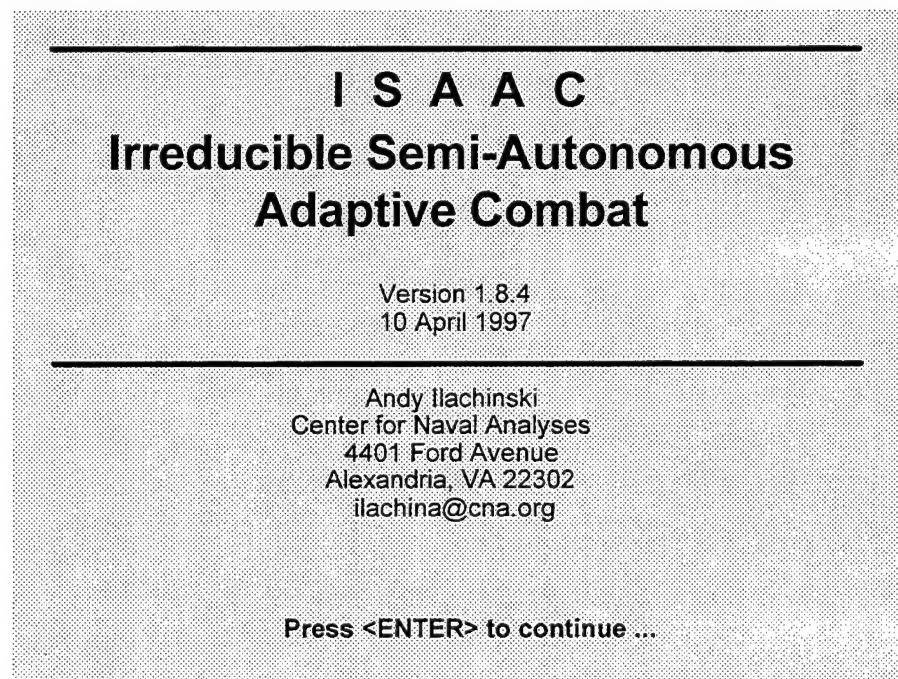 I S A A C
Irreducible Semi-Autonomous
Adaptive Combat
Version 1.8.4
10 April 1997
Andy Ilachinski
Center for Naval Analyses
4401 Ford Avenue
Alexandria, VA 22302
ilachina@cna.org
Press <ENTER> to continue ...